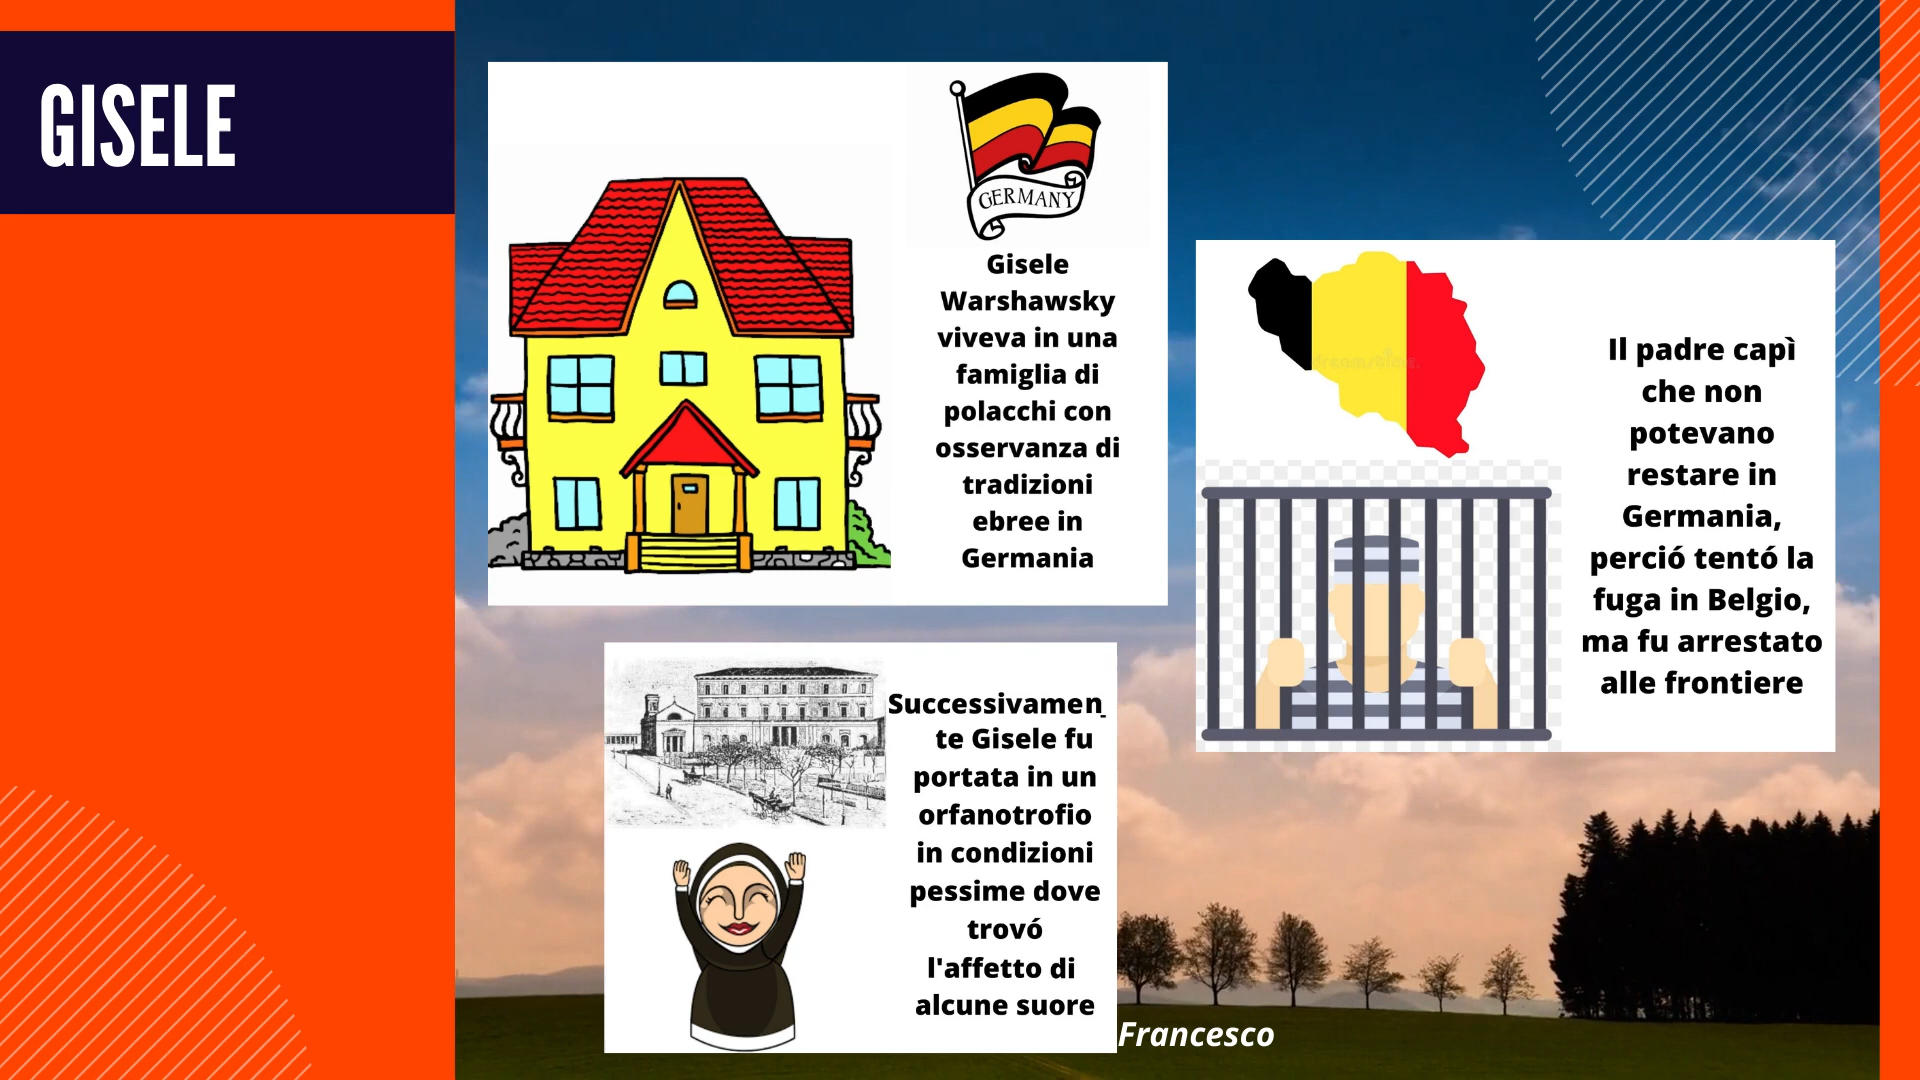 GISELE
GERMANY
Gisele
Warshawsky
viveva in una
famiglia di
polacchi con
osservanza di
tradizioni
ebree in
Germania
dreamstime.
Il padre capì
che non
potevano
restare in
Germania,
perció tentó la
fuga in Belgio,
ma fu arrestato
alle frontiere
Successivamen_
te Gisele fu
portata in un
orfanotrofio
in condizioni
pessime dove
trovó
l'affetto di
alcune suore
Francesco